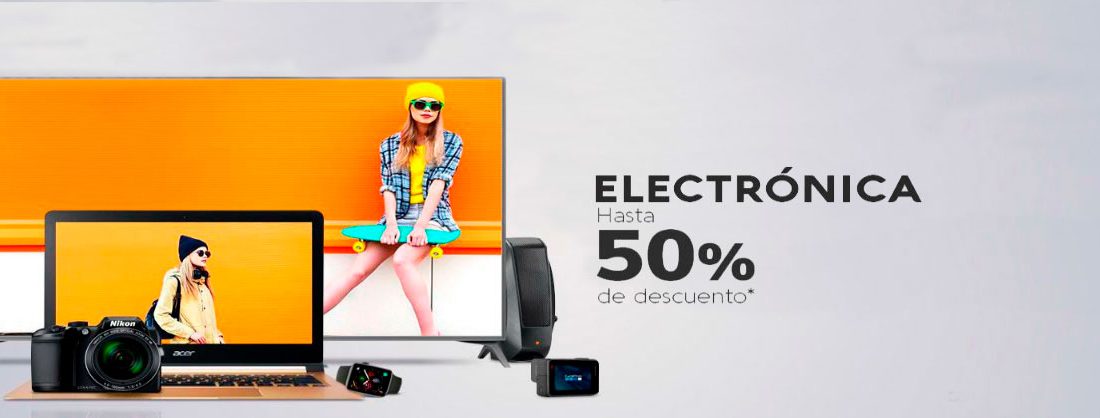 ELECTRÓNICA
Hasta
50%
de descuento*
Nikon
acer